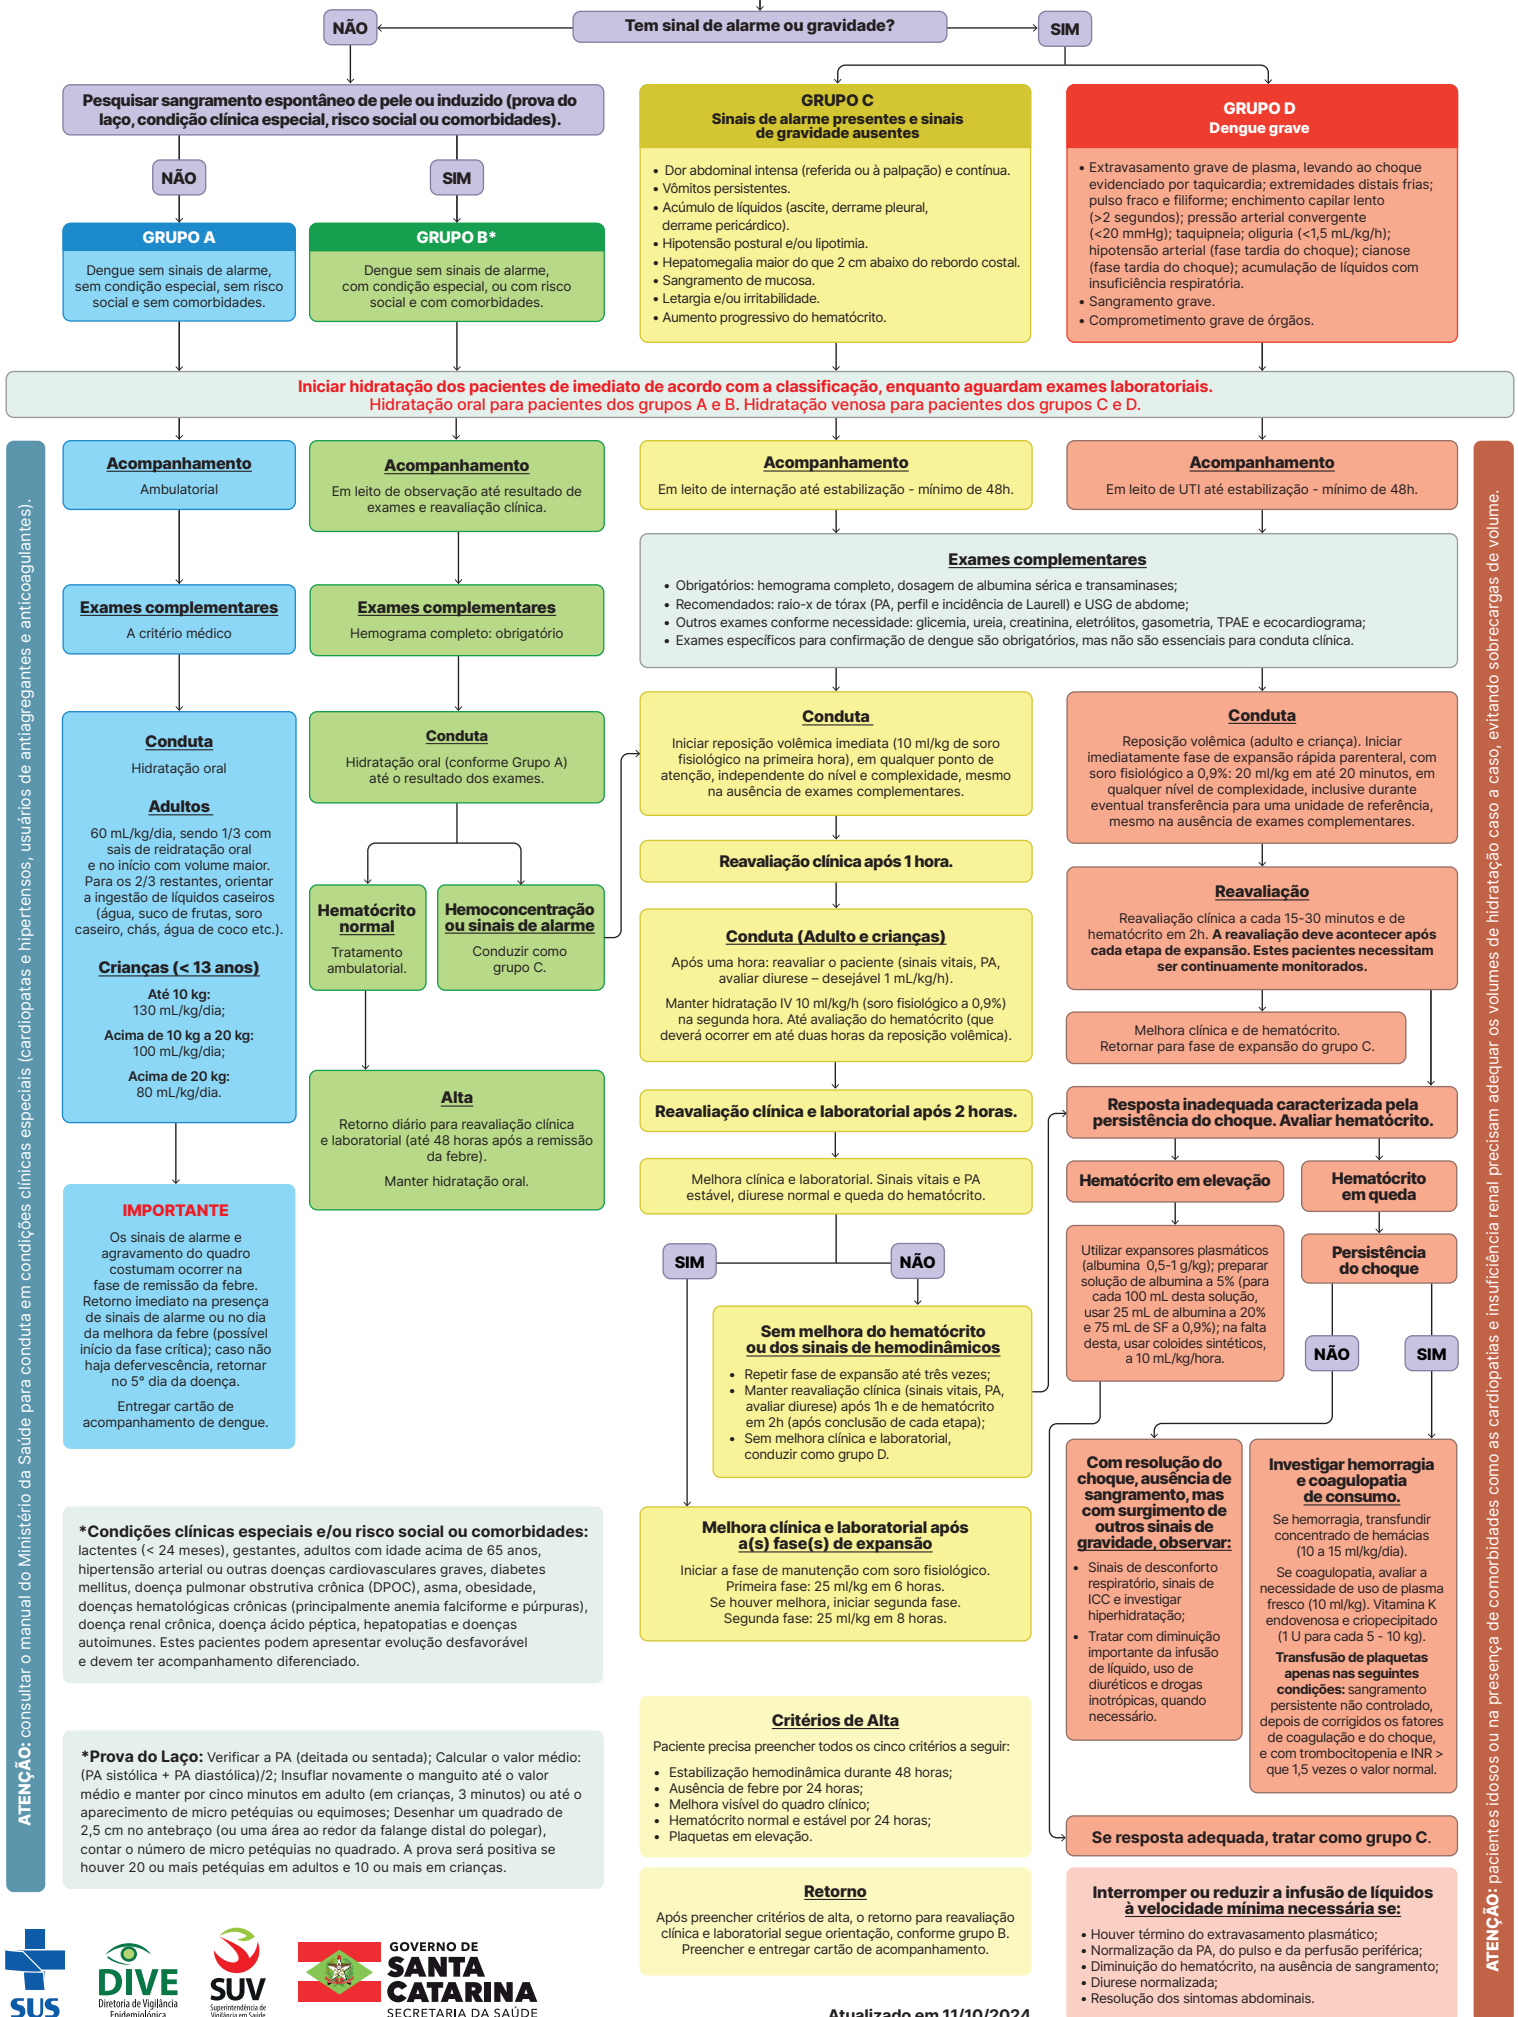 Tem sinal de alarme ou gravidade?
NÃO
SIM
Pesquisar sangramento espontâneo de pele ou induzido (prova do
laço, condição clínica especial, risco social ou comorbidades).
NÃO
SIM
GRUPO A
Dengue sem sinais de alarme,
sem condição especial, sem risco
social e sem comorbidades.
GRUPO B*
Dengue sem sinais de alarme,
com condição especial, ou com risco
social e com comorbidades.
GRUPO C
Sinais de alarme presentes e sinais
de gravidade ausentes
• Dor abdominal intensa (referida ou à palpação) e contínua.
• Vômitos persistentes.
• Acúmulo de líquidos (ascite, derrame pleural,
derrame pericárdico).
• Hipotensão postural e/ou lipotimia.
• Hepatomegalia maior do que 2 cm abaixo do rebordo costal.
• Sangramento de mucosa.
• Letargia e/ou irritabilidade.
• Aumento progressivo do hematócrito.
GRUPO D
Dengue grave
• Extravasamento grave de plasma, levando ao choque
evidenciado por taquicardia; extremidades distais frias;
pulso fraco e filiforme; enchimento capilar lento
(>2 segundos); pressão arterial convergente
(<20 mmHg); taquipneia; oliguria (<1,5 mL/kg/h);
hipotensão arterial (fase tardia do choque); cianose
(fase tardia do choque); acumulação de líquidos com
insuficiência respiratória.
• Sangramento grave.
• Comprometimento grave de órgãos.
Iniciar hidratação dos pacientes de imediato de acordo com a classificação, enquanto aguardam exames laboratoriais.
Hidratação oral para pacientes dos grupos A e B. Hidratação venosa para pacientes dos grupos C e D.
ATENÇÃO: consultar o manual do Ministério da Saúde para conduta em condições clínicas especiais (cardiopatas e hipertensos, usuários de antiagregantes e anticoagulantes).
Acompanhamento
Ambulatorial
Exames complementares
A critério médico
Conduta
Hidratação oral
Adultos
60 mL/kg/dia, sendo 1/3 com
sais de reidratação oral
e no início com volume maior.
Para os 2/3 restantes, orientar
a ingestão de líquidos caseiros
(água, suco de frutas, soro
caseiro, chás, água de coco etc.).
Crianças (< 13 anos)
Até 10 kg:
130 mL/kg/dia;
Acima de 10 kg a 20 kg:
100 mL/kg/dia;
Acima de 20 kg:
80 mL/kg/dia.
IMPORTANTE
Os sinais de alarme e
agravamento do quadro
costumam ocorrer na
fase de remissão da febre.
Retorno imediato na presença
de sinais de alarme ou no dia
da melhora da febre (possível
início da fase crítica); caso não
haja defervescência, retornar
no 5° dia da doença.
Entregar cartão de
acompanhamento de dengue.
Acompanhamento
Em leito de observação até resultado de
exames e reavaliação clínica.
Exames complementares
Hemograma completo: obrigatório
Conduta
Hidratação oral (conforme Grupo A)
até o resultado dos exames.
Hematócrito
normal
Tratamento
ambulatorial.
Hemoconcentração
ou sinais de alarme
Conduzir como
grupo C.
Alta
Retorno diário para reavaliação clínica
e laboratorial (até 48 horas após a remissão
da febre).
Manter hidratação oral.
Acompanhamento
Em leito de internação até estabilização - mínimo de 48h.
Acompanhamento
Em leito de UTI até estabilização - mínimo de 48h.
Exames complementares
• Obrigatórios: hemograma completo, dosagem de albumina sérica e transaminases;
• Recomendados: raio-x de tórax (PA, perfil e incidência de Laurell) e USG de abdome;
• Outros exames conforme necessidade: glicemia, ureia, creatinina, eletrólitos, gasometria, TPAE e ecocardiograma;
• Exames específicos para confirmação de dengue são obrigatórios, mas não são essenciais para conduta clínica.
Conduta
Iniciar reposição volêmica imediata (10 ml/kg de soro
fisiológico na primeira hora), em qualquer ponto de
atenção, independente do nível e complexidade, mesmo
na ausência de exames complementares.
Reavaliação clínica após 1 hora.
Conduta (Adulto e crianças)
Após uma hora: reavaliar o paciente (sinais vitais, PA,
avaliar diurese – desejável 1 mL/kg/h).
Manter hidratação IV 10 ml/kg/h (soro fisiológico a 0,9%)
na segunda hora. Até avaliação do hematócrito (que
deverá ocorrer em até duas horas da reposição volêmica).
Reavaliação clínica e laboratorial após 2 horas.
Melhora clínica e laboratorial. Sinais vitais e PA
estável, diurese normal e queda do hematócrito.
SIM
NÃO
Sem melhora do hematócrito
ou dos sinais de hemodinâmicos
• Repetir fase de expansão até três vezes;
• Manter reavaliação clínica (sinais vitais, PA,
avaliar diurese) após 1h e de hematócrito
em 2h (após conclusão de cada etapa);
• Sem melhora clínica e laboratorial,
conduzir como grupo D.
Melhora clínica e laboratorial após
a(s) fase(s) de expansão
Iniciar a fase de manutenção com soro fisiológico.
Primeira fase: 25 ml/kg em 6 horas.
Se houver melhora, iniciar segunda fase.
Segunda fase: 25 ml/kg em 8 horas.
Critérios de Alta
Paciente precisa preencher todos os cinco critérios a seguir:
• Estabilização hemodinâmica durante 48 horas;
• Ausência de febre por 24 horas;
• Melhora visível do quadro clínico;
• Hematócrito normal e estável por 24 horas;
• Plaquetas em elevação.
Retorno
Após preencher critérios de alta, o retorno para reavaliação
clínica e laboratorial segue orientação, conforme grupo B.
Preencher e entregar cartão de acompanhamento.
Conduta
Reposição volêmica (adulto e criança). Iniciar
imediatamente fase de expansão rápida parenteral, com
soro fisiológico a 0,9%: 20 ml/kg em até 20 minutos, em
qualquer nível de complexidade, inclusive durante
eventual transferência para uma unidade de referência,
mesmo na ausência de exames complementares.
Reavaliação
Reavaliação clínica a cada 15-30 minutos e de
hematócrito em 2h. A reavaliação deve acontecer após
cada etapa de expansão. Estes pacientes necessitam
ser continuamente monitorados.
Melhora clínica e de hematócrito.
Retornar para fase de expansão do grupo C.
Resposta inadequada caracterizada pela
persistência do choque. Avaliar hematócrito.
Hematócrito em elevação
Hematócrito
em queda
Utilizar expansores plasmáticos
(albumina 0,5-1 g/kg); preparar
solução de albumina a 5% (para
cada 100 mL desta solução,
usar 25 mL de albumina a 20%
e 75 mL de SF a 0,9%); na falta
desta, usar coloides sintéticos,
a 10 mL/kg/hora.
Persistência
do choque
NÃO
SIM
Com resolução do
choque, ausência de
sangramento, mas
com surgimento de
outros sinais de
gravidade, observar:
• Sinais de desconforto
respiratório, sinais de
ICC e investigar
hiperhidratação;
• Tratar com diminuição
importante da infusão
de líquido, uso de
diuréticos e drogas
inotrópicas, quando
necessário.
Investigar hemorragia
e coagulopatia
de consumo.
Se hemorragia, transfundir
concentrado de hemácias
(10 a 15 ml/kg/dia).
Se coagulopatia, avaliar a
necessidade de uso de plasma
fresco (10 ml/kg). Vitamina K
endovenosa e criopecipitado
(1 U para cada 5 - 10 kg).
Transfusão de plaquetas
apenas nas seguintes
condições: sangramento
persistente não controlado,
depois de corrigidos os fatores
de coagulação e do choque,
e com trombocitopenia e INR >
que 1,5 vezes o valor normal.
Se resposta adequada, tratar como grupo C.
Interromper ou reduzir a infusão de líquidos
à velocidade mínima necessária se:
• Houver término do extravasamento plasmático;
• Normalização da PA, do pulso e da perfusão periférica;
• Diminuição do hematócrito, na ausência de sangramento;
• Diurese normalizada;
• Resolução dos sintomas abdominais.
ATENÇÃO: pacientes idosos ou na presença de comorbidades como as cardiopatias e insuficiência renal precisam adequar os volumes de hidratação caso a caso, evitando sobrecargas de volume.
*Condições clínicas especiais e/ou risco social ou comorbidades:
lactentes (< 24 meses), gestantes, adultos com idade acima de 65 anos,
hipertensão arterial ou outras doenças cardiovasculares graves, diabetes
mellitus, doença pulmonar obstrutiva crônica (DPOC), asma, obesidade,
doenças hematológicas crônicas (principalmente anemia falciforme e púrpuras),
doença renal crônica, doença ácido péptica, hepatopatias e doenças
autoimunes. Estes pacientes podem apresentar evolução desfavorável
e devem ter acompanhamento diferenciado.
*Prova do Laço: Verificar a PA (deitada ou sentada); Calcular o valor médio:
(PA sistólica + PA diastólica)/2; Insuflar novamente o manguito até o valor
médio e manter por cinco minutos em adulto (em crianças, 3 minutos) ou até o
aparecimento de micro petéquias ou equimoses; Desenhar um quadrado de
2,5 cm no antebraço (ou uma área ao redor da falange distal do polegar),
contar o número de micro petéquias no quadrado. A prova será positiva se
houver 20 ou mais petéquias em adultos e 10 ou mais em crianças.
SUS
DIVE
Diretoria de Vigilância
Epidemiológica
SUV
Superintendência de
Vigilância em Saúde
GOVERNO DE
SANTA
CATARINA
SECRETARIA DA SAÚDE
Atualizado em 11/10/2024